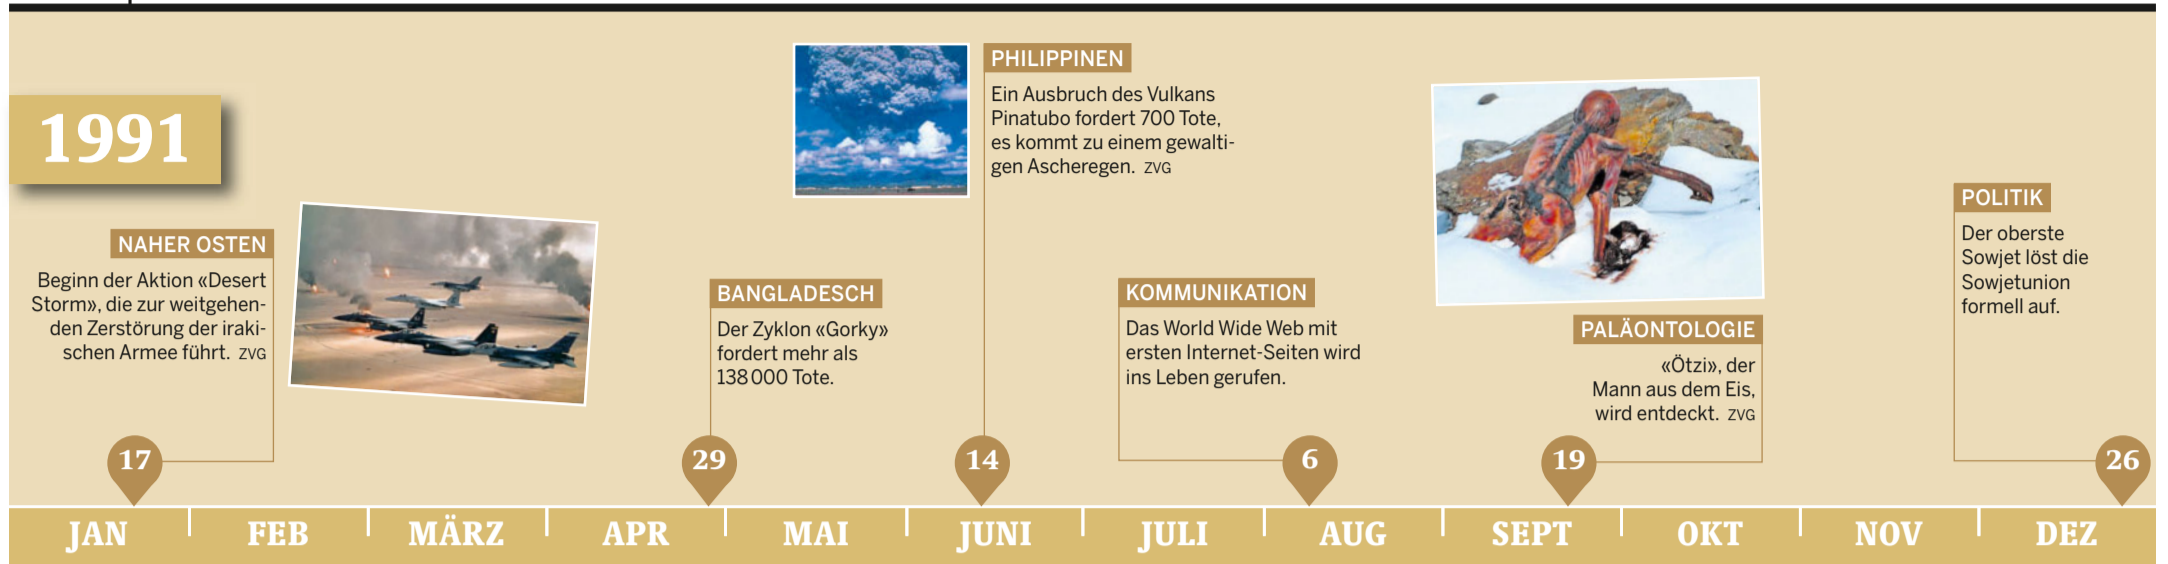 1991
NAHER OSTEN
Beginn der Aktion «Desert
Storm», die zur weitgehen-
den Zerstörung der iraki-
schen Armee führt. ZVG
17
BANGLADESCH
Der Zyklon «Gorky»
fordert mehr als
138 000 Tote.
29
PHILIPPINEN
Ein Ausbruch des Vulkans
Pinatubo fordert 700 Tote,
es kommt zu einem gewalti-
gen Ascheregen. ZVG
14
KOMMUNIKATION
Das World Wide Web mit
ersten Internet-Seiten wird
ins Leben gerufen.
6
PALÄONTOLOGIE
«Ötzi», der
Mann aus dem Eis,
wird entdeckt. ZVG
19
POLITIK
Der oberste
Sowjet löst die
Sowjetunion
formell auf.
26
JAN FEB MÄRZ APR MAI JUNI JULI AUG SEPT OKT NOV DEZ